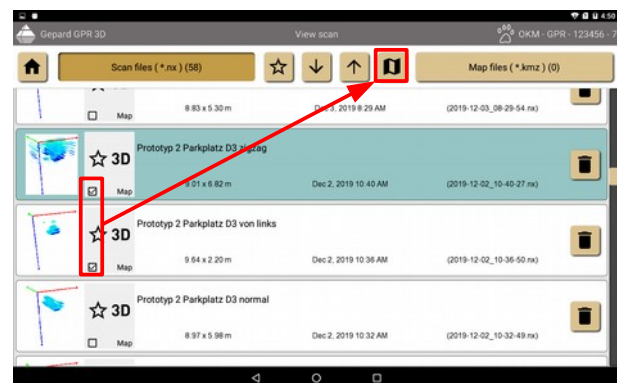 4:50
Gepard GPR 3D View scan OKM - GPR - 123456 - 7
Scan files ( *.nx ) (58) Map files ( *.kmz ) (0)
Map 8.83 x 5.30 m Dec 3, 2019 8:29 AM (2019-12-03_08-29-54.nx)
Prototyp 2 Parkplatz D3 zigzag
3D
Map 9.01 x 6.82 m Dec 2, 2019 10:40 AM (2019-12-02_10-40-27.nx)
Prototyp 2 Parkplatz D3 von links
3D
Map 9.64 x 2.20 m Dec 2, 2019 10:36 AM (2019-12-02_10-36-50.nx)
Prototyp 2 Parkplatz D3 normal
3D
Map 8.97 x 5.98 m Dec 2, 2019 10:32 AM (2019-12-02_10-32-49.nx)